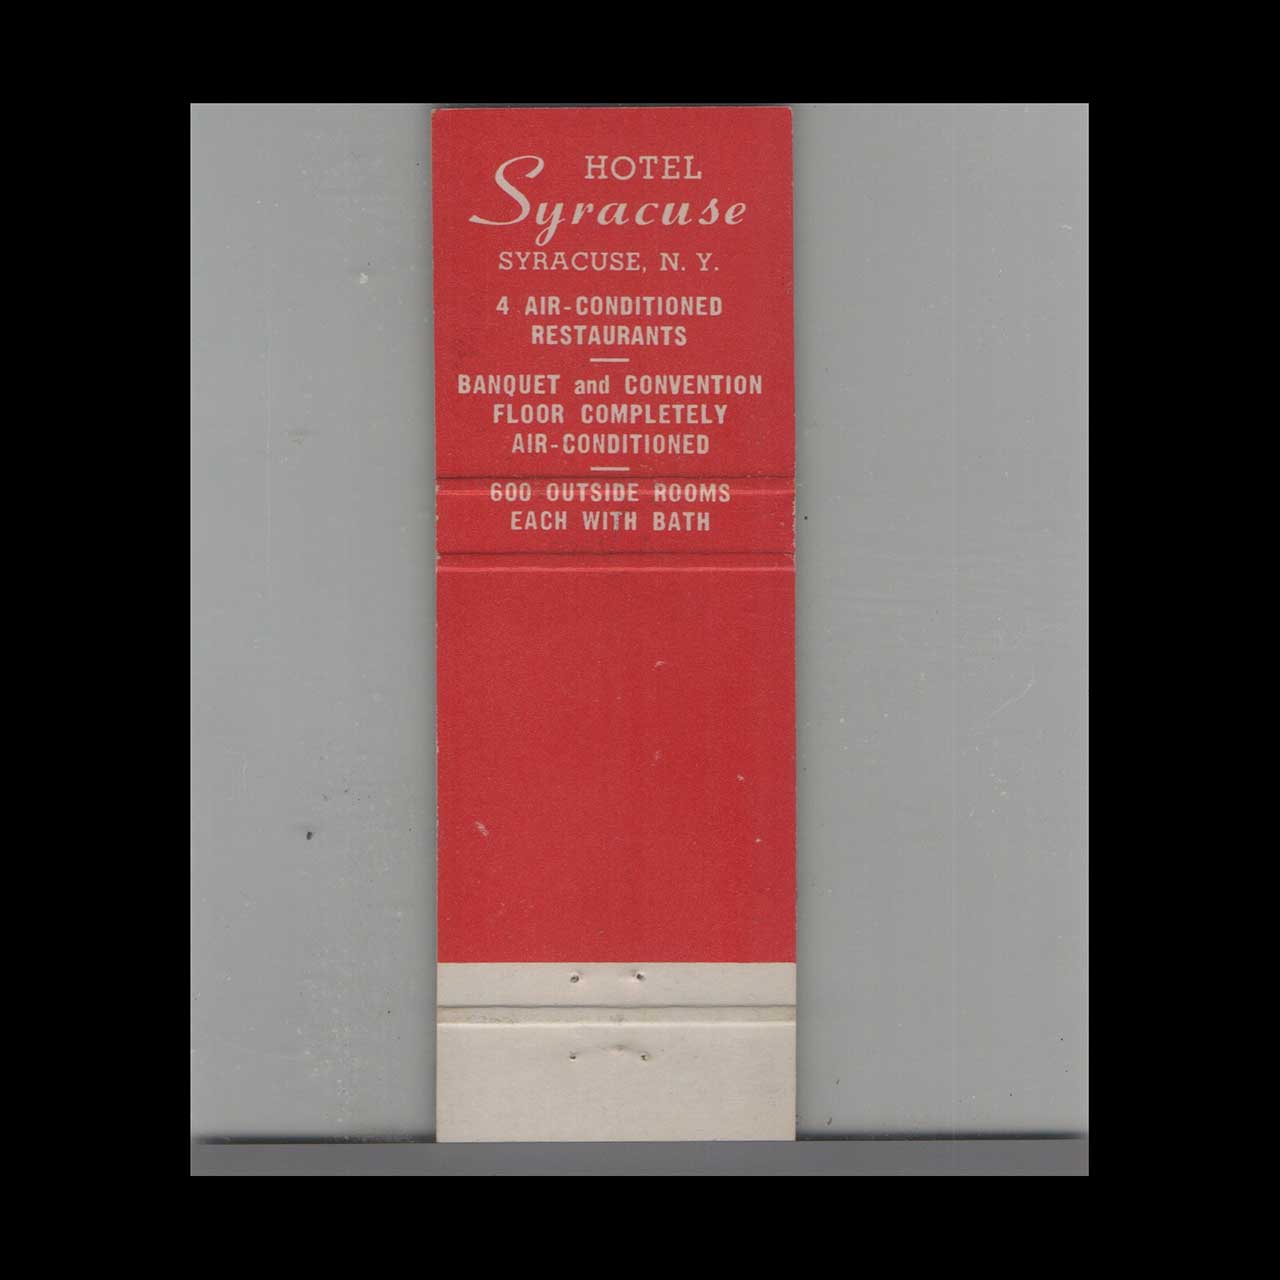 HOTEL
Syracuse
SYRACUSE, N. Y.
4 AIR-CONDITIONED
RESTAURANTS
BANQUET and CONVENTION
FLOOR COMPLETELY
AIR-CONDITIONED
600 OUTSIDE ROOMS
EACH WITH BATH